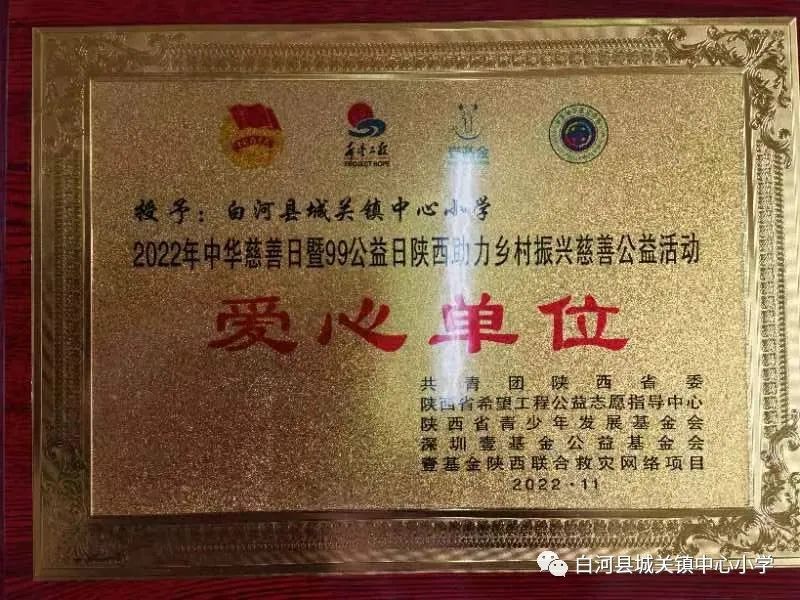 希望工程
PROJECT HOPE
壹基金
授予：白河县城关镇中心小学
2022年中华慈善日暨99公益日陕西助力乡村振兴慈善公益活动
爱心单位
共青团陕西省委
陕西省希望工程公益志愿指导中心
陕西省青少年发展基金会
深圳壹基金公益基金会
壹基金陕西联合救灾网络项目
2022·11
白河县城关镇中心小学